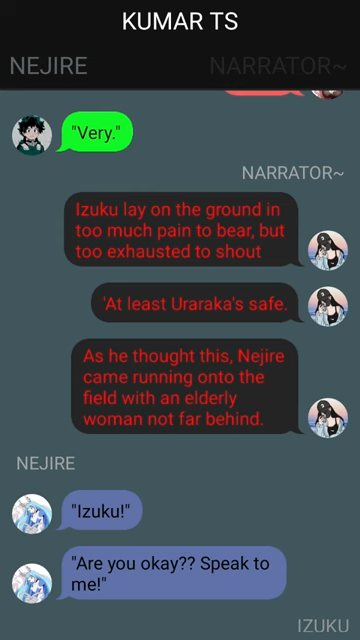 KUMAR TS
NEJIRE
NARRATOR~
"Very."
NARRATOR~
Izuku lay on the ground in
too much pain to bear, but
too exhausted to shout
'At least Uraraka's safe.
As he thought this, Nejire
came running onto the
field with an elderly
woman not far behind.
NEJIRE
"Izuku!"
"Are you okay?? Speak to
me!"
IZUKU